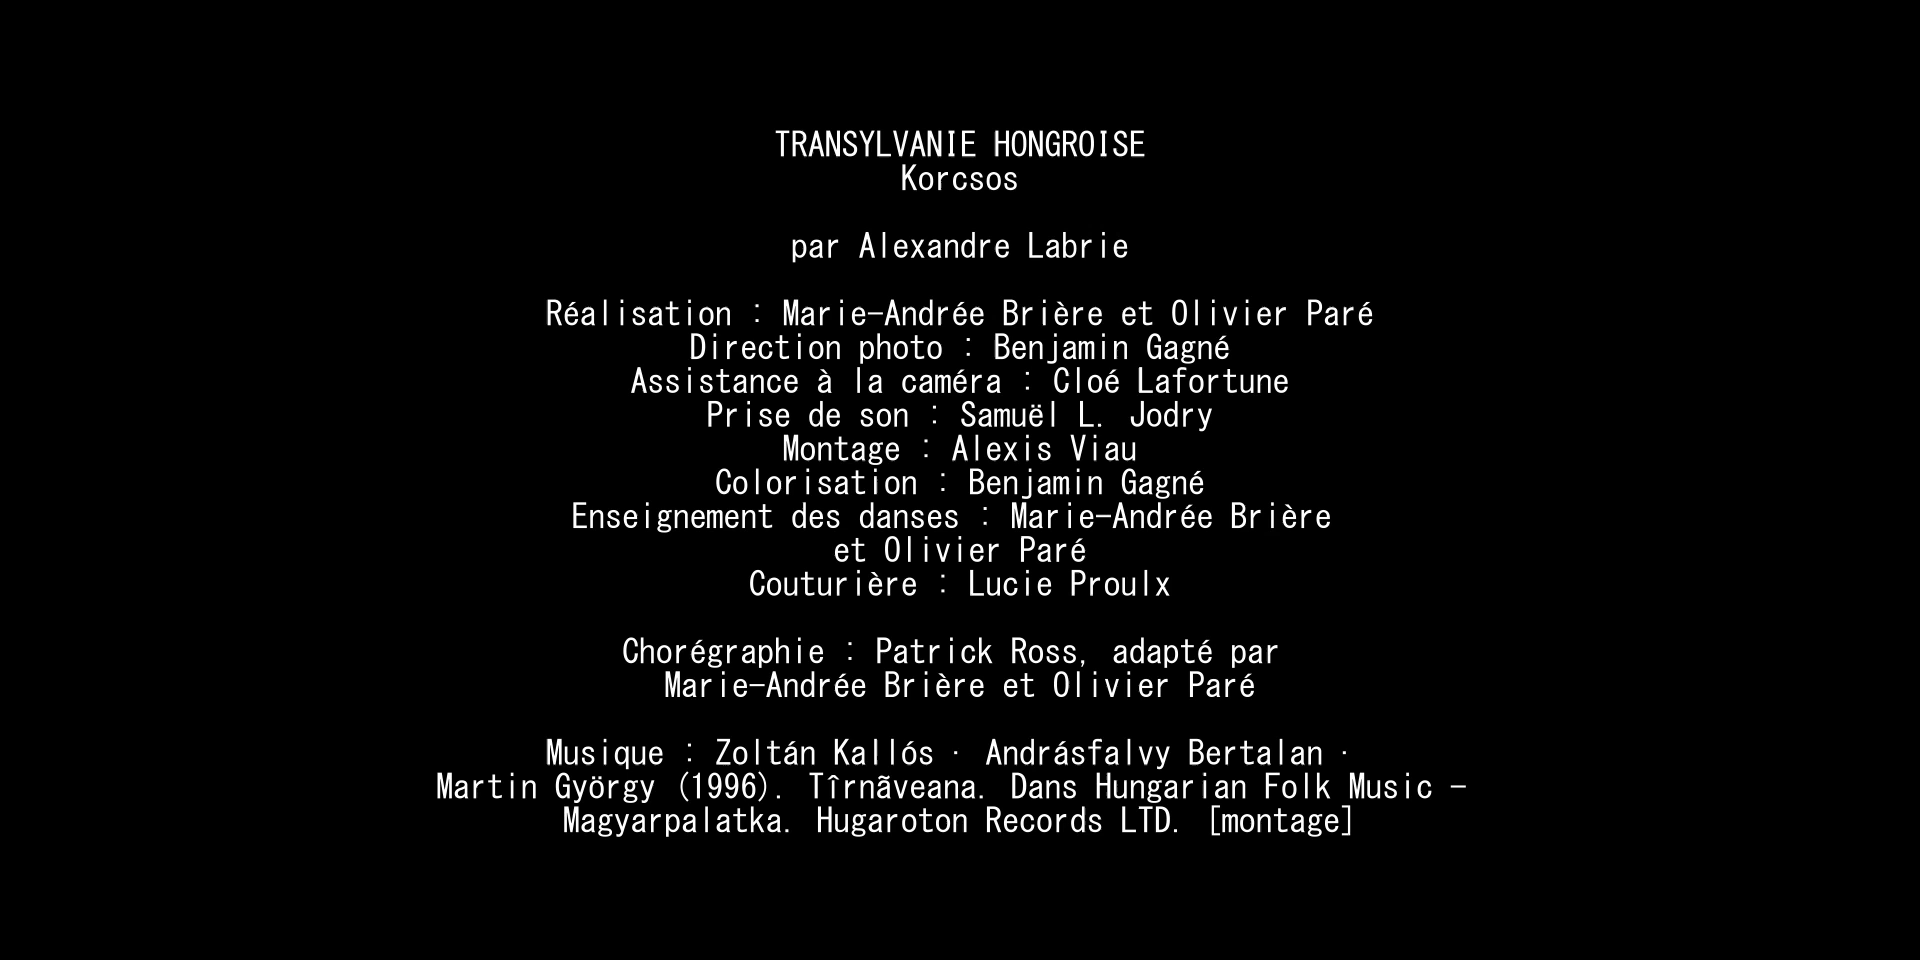 TRANSYLVANIE HONGROISE
Korcsos
par Alexandre Labrie
Réalisation : Marie-Andrée Brière et Olivier Paré
Direction photo : Benjamin Gagné
Assistance à la caméra : Cloé Lafortune
Prise de son : Samuël L. Jodry
Montage : Alexis Viau
Colorisation : Benjamin Gagné
Enseignement des danses : Marie-Andrée Brière
et Olivier Paré
Couturière : Lucie Proulx
Chorégraphie : Patrick Ross, adapté par
Marie-Andrée Brière et Olivier Paré
Musique : Zoltán Kallós · Andrásfalvy Bertalan ·
Martin György (1996). Tîrnãveana. Dans Hungarian Folk Music –
Magyarpalatka. Hugaroton Records LTD. [montage]